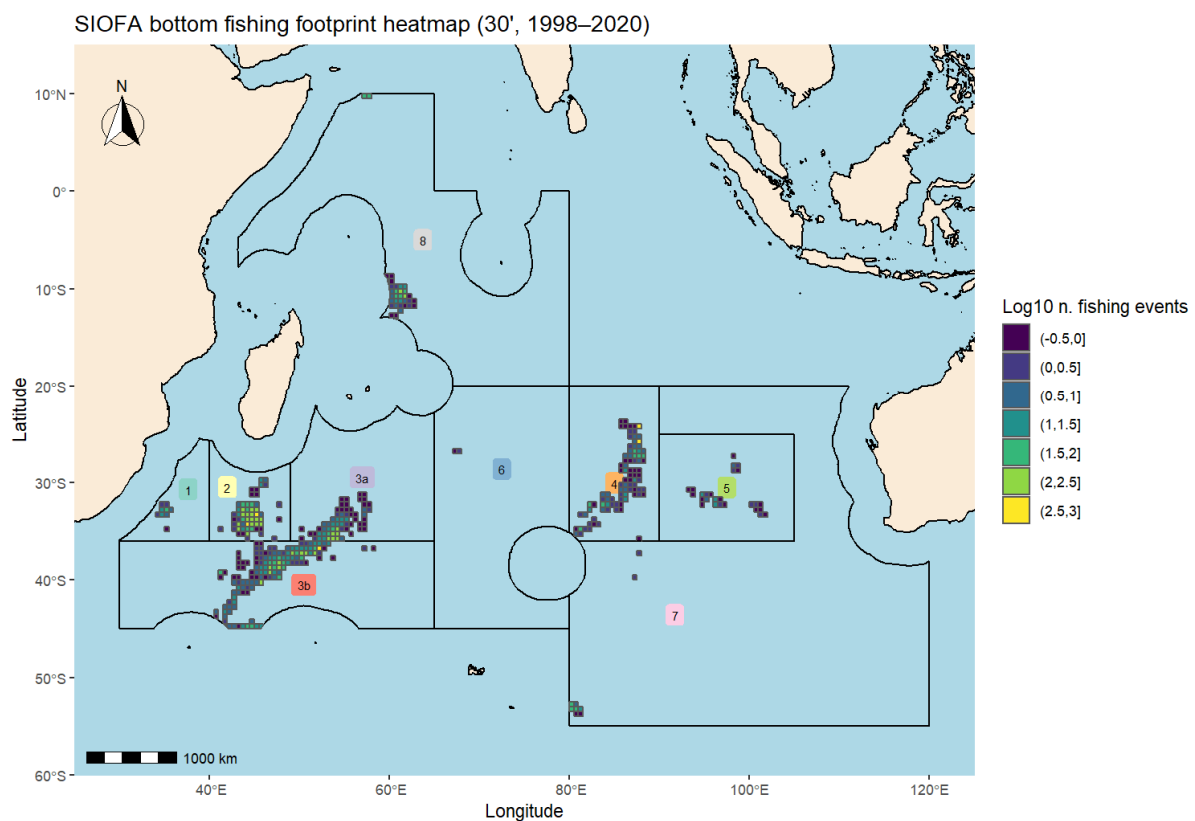 SIOFA bottom fishing footprint heatmap (30', 1998–2020)
N
10°N
0°
10°S
20°S
30°S
40°S
50°S
60°S
Latitude
8
1
2
3a
6
4
5
3b
7
1000 km
40°E 60°E 80°E 100°E 120°E
Longitude
Log10 n. fishing events
(-0.5,0]
(0,0.5]
(0.5,1]
(1,1.5]
(1.5,2]
(2,2.5]
(2.5,3]